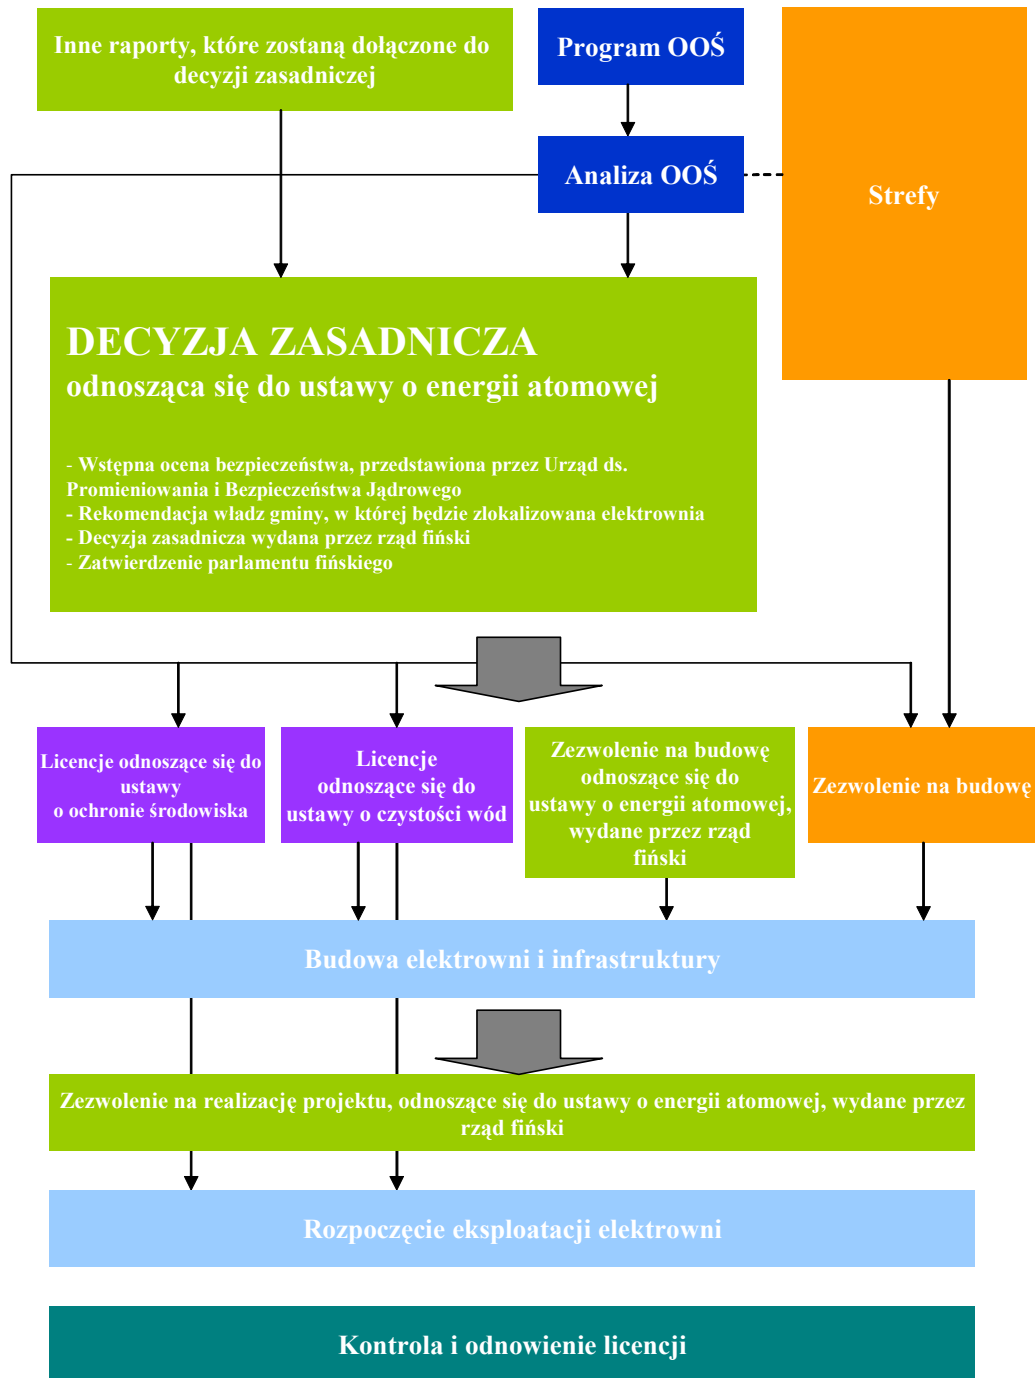 Inne raporty, które zostaną dołączone do
decyzji zasadniczej
Program OOŚ
Analiza OOŚ
Strefy
DECYZJA ZASADNICZA
odnosząca się do ustawy o energii atomowej
- Wstępna ocena bezpieczeństwa, przedstawiona przez Urząd ds.
Promieniowania i Bezpieczeństwa Jądrowego
- Rekomendacja władz gminy, w której będzie zlokalizowana elektrownia
- Decyzja zasadnicza wydana przez rząd fiński
- Zatwierdzenie parlamentu fińskiego
Licencje odnoszące się do
ustawy
o ochronie środowiska
Licencje
odnoszące się do
ustawy o czystości wód
Zezwolenie na budowę
odnoszące się do
ustawy o energii atomowej,
wydane przez rząd
fiński
Zezwolenie na budowę
Budowa elektrowni i infrastruktury
Zezwolenie na realizację projektu, odnoszące się do ustawy o energii atomowej, wydane przez
rząd fiński
Rozpoczęcie eksploatacji elektrowni
Kontrola i odnowienie licencji